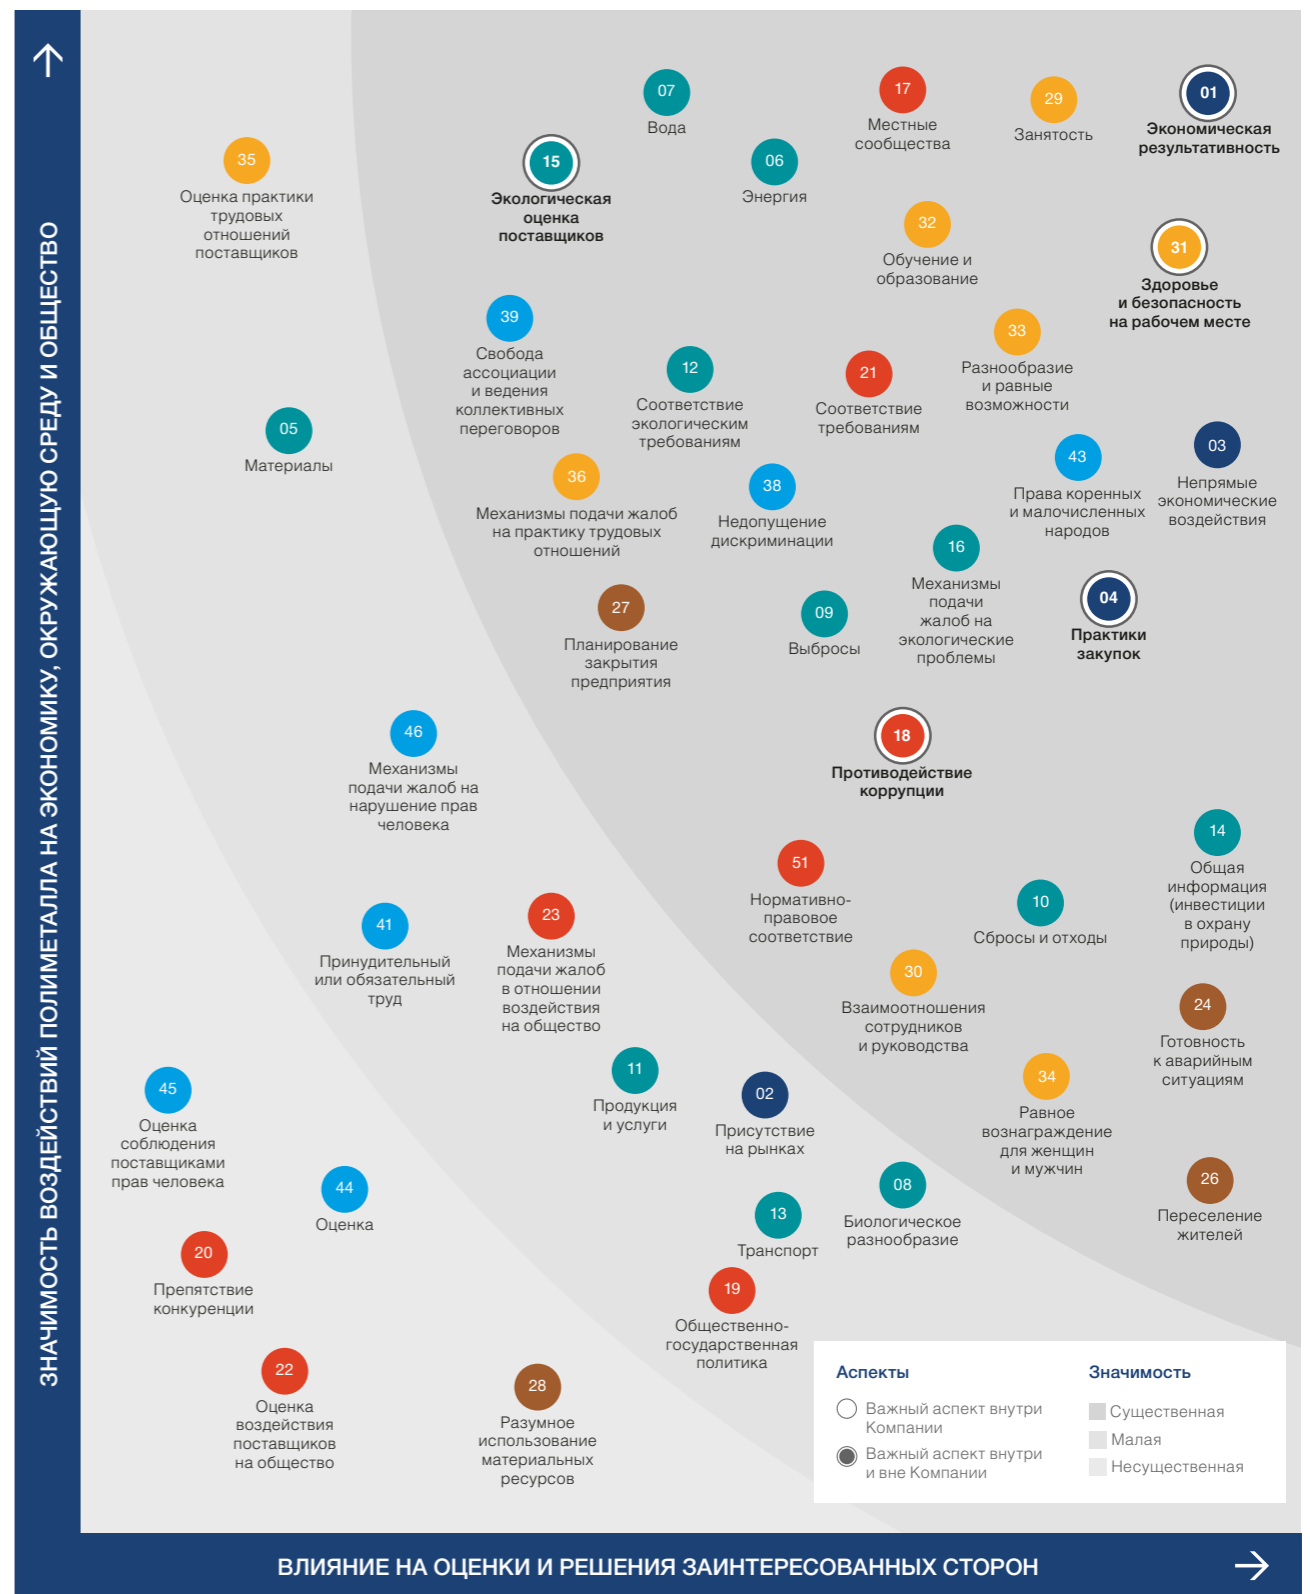 ЗНАЧИМОСТЬ ВОЗДЕЙСТВИЙ ПОЛИМЕТАЛЛА НА ЭКОНОМИКУ, ОКРУЖАЮЩУЮ СРЕДУ И ОБЩЕСТВО
07
Вода
17
Местные
сообщества
29
Занятость
01
Экономическая
результативность
35
Оценка практики
трудовых
отношений
поставщиков
15
Экологическая
оценка
поставщиков
06
Энергия
32
Обучение и
образование
31
Здоровье
и безопасность
на рабочем месте
39
Свобода
ассоциации
и ведения
коллективных
переговоров
12
Соответствие
экологическим
требованиям
21
Соответствие
требованиям
33
Разнообразие
и равные
возможности
05
Материалы
36
Механизмы подачи жалоб
на практику трудовых
отношений
38
Недопущение
дискриминации
43
Права коренных
и малочисленных
народов
03
Непрямые
экономические
воздействия
16
Механизмы
подачи
жалоб на
экологические
проблемы
27
Планирование
закрытия
предприятия
09
Выбросы
04
Практики
закупок
46
Механизмы
подачи жалоб на
нарушение прав
человека
18
Противодействие
коррупции
51
Нормативно-
правовое
соответствие
14
Общая
информация
(инвестиции
в охрану
природы)
41
Принудительный
или обязательный
труд
23
Механизмы
подачи жалоб
в отношении
воздействия
на общество
10
Сбросы и отходы
30
Взаимоотношения
сотрудников
и руководства
24
Готовность
к аварийным
ситуациям
45
Оценка
соблюдения
поставщиками
прав человека
11
Продукция
и услуги
02
Присутствие
на рынках
34
Равное
вознаграждение
для женщин
и мужчин
44
Оценка
13
Транспорт
08
Биологическое
разнообразие
26
Переселение
жителей
20
Препятствие
конкуренции
19
Общественно-
государственная
политика
22
Оценка
воздействия
поставщиков
на общество
28
Разумное
использование
материальных
ресурсов
Аспекты
Важный аспект внутри
Компании
Важный аспект внутри
и вне Компании
Значимость
Существенная
Малая
Несущественная
ВЛИЯНИЕ НА ОЦЕНКИ И РЕШЕНИЯ ЗАИНТЕРЕСОВАННЫХ СТОРОН